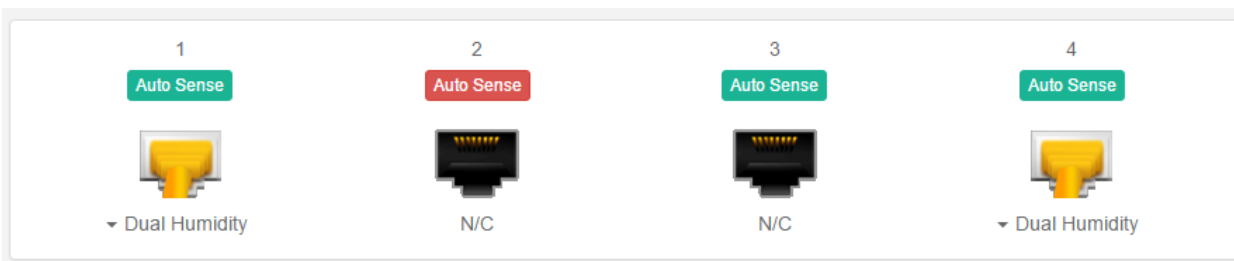 1 2 3 4
Auto Sense Auto Sense Auto Sense Auto Sense
Dual Humidity N/C N/C Dual Humidity